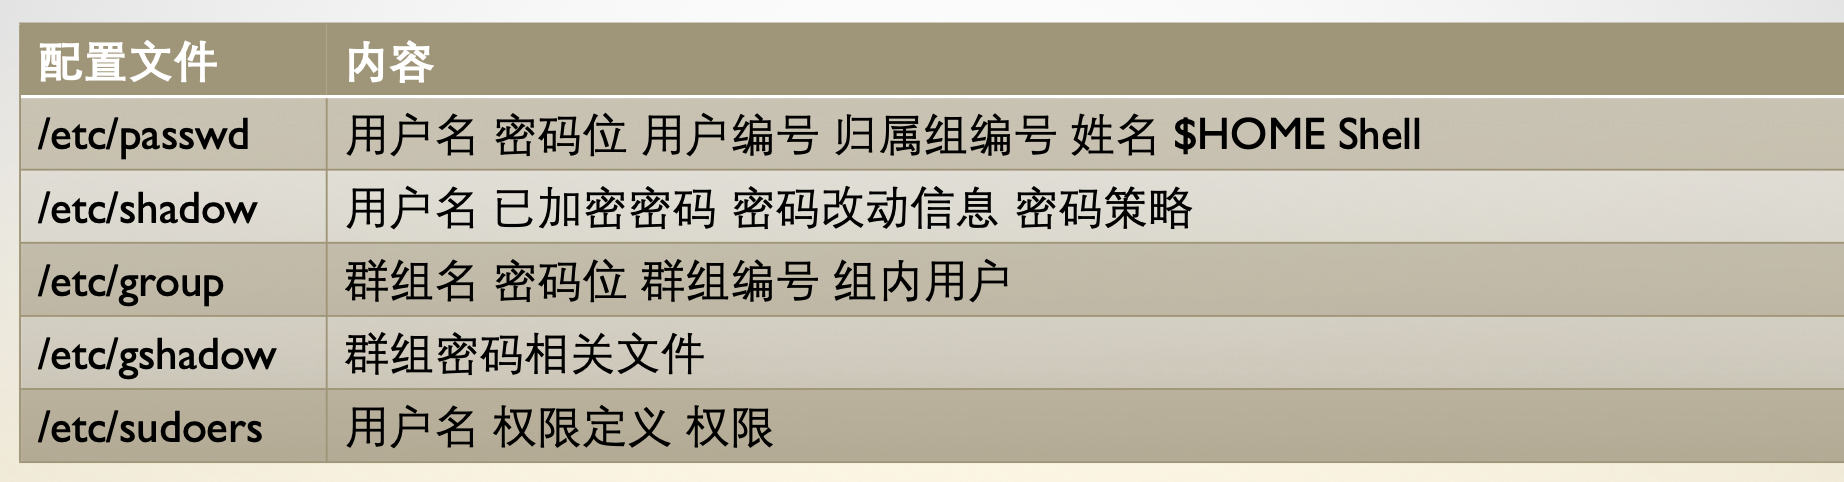 配置文件 内容
/etc/passwd 用户名 密码位 用户编号 归属组编号 姓名 $HOME Shell
/etc/shadow 用户名 已加密密码 密码改动信息 密码策略
/etc/group 群组名 密码位 群组编号 组内用户
/etc/gshadow 群组密码相关文件
/etc/sudoers 用户名 权限定义 权限